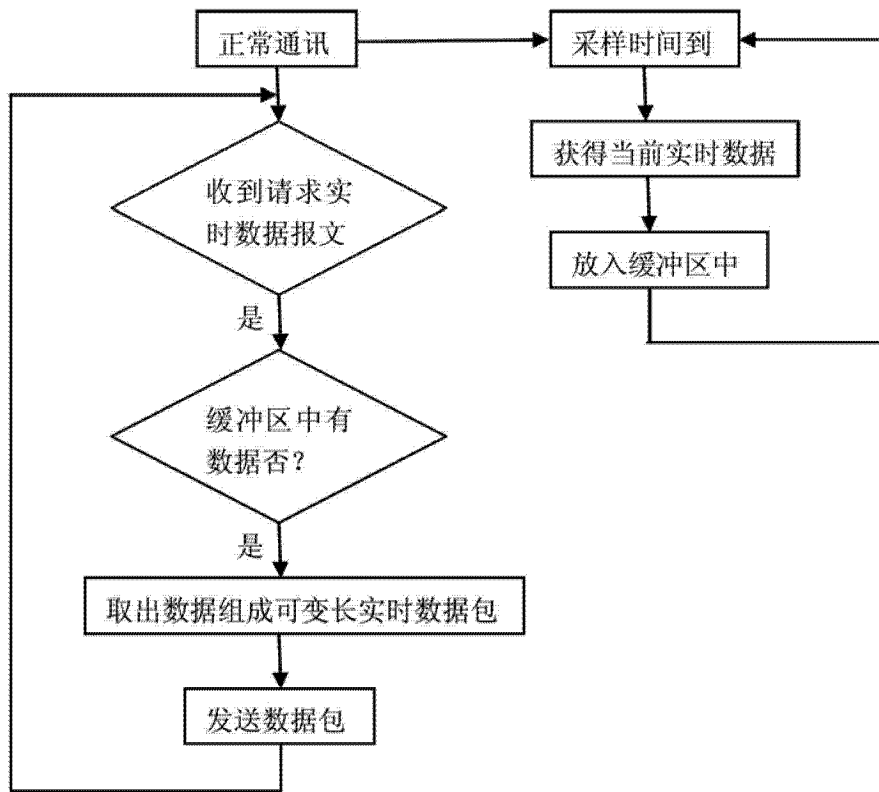 正常通讯
采样时间到
获得当前实时数据
放入缓冲区中
收到请求实
时数据报文
是
缓冲区中有
数据否？
是
取出数据组成可变长实时数据包
发送数据包